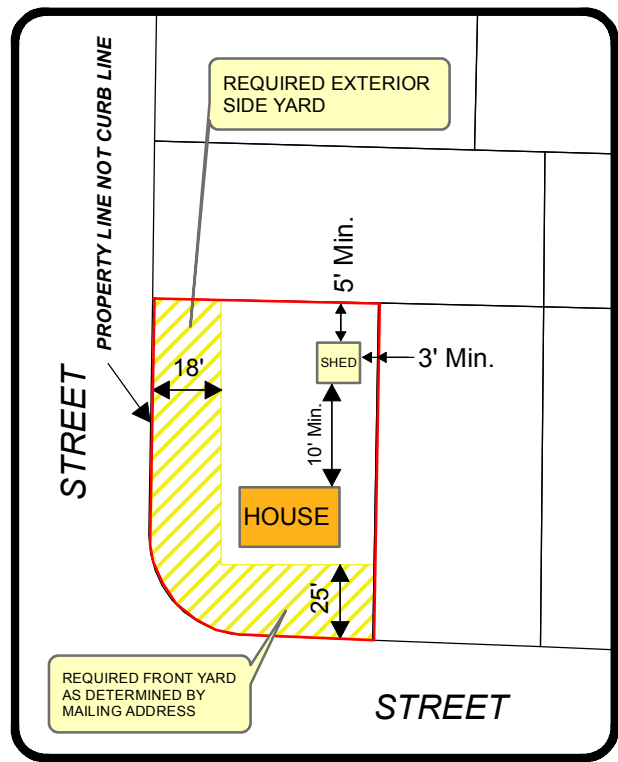 REQUIRED EXTERIOR
SIDE YARD
PROPERTY LINE NOT CURB LINE
5' Min.
SHED
3' Min.
18'
10' Min.
STREET
HOUSE
25'
REQUIRED FRONT YARD
AS DETERMINED BY
MAILING ADDRESS
STREET